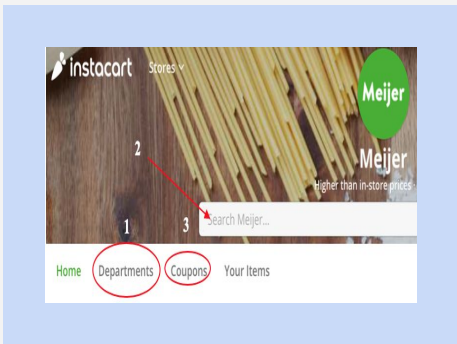 instacart Stores
Meijer
2
Meijer
Higher than in-store prices
1
3 Search Meijer...
Home Departments Coupons Your Items